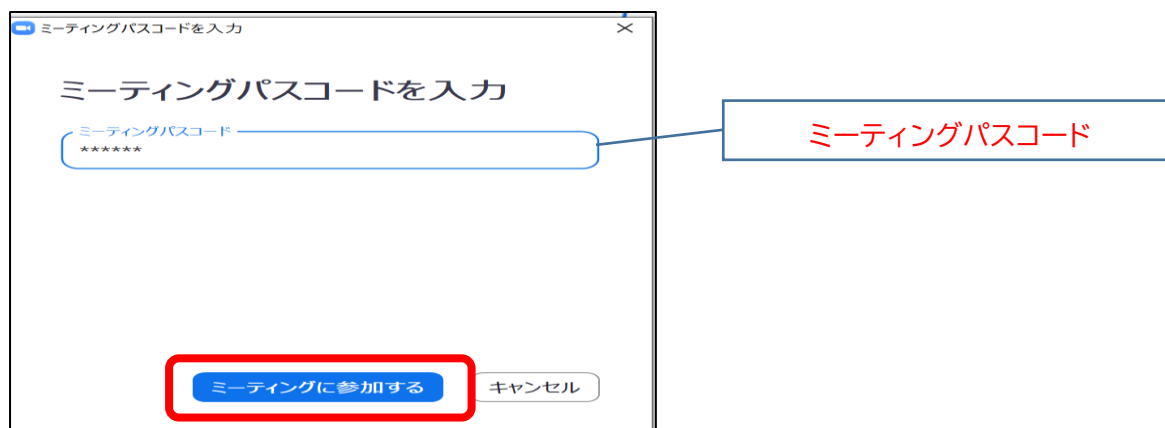 ミーティングパスコードを入力
ミーティングパスコードを入力
ミーティングパスコード
******
ミーティングパスコード
ミーティングに参加する
キャンセル